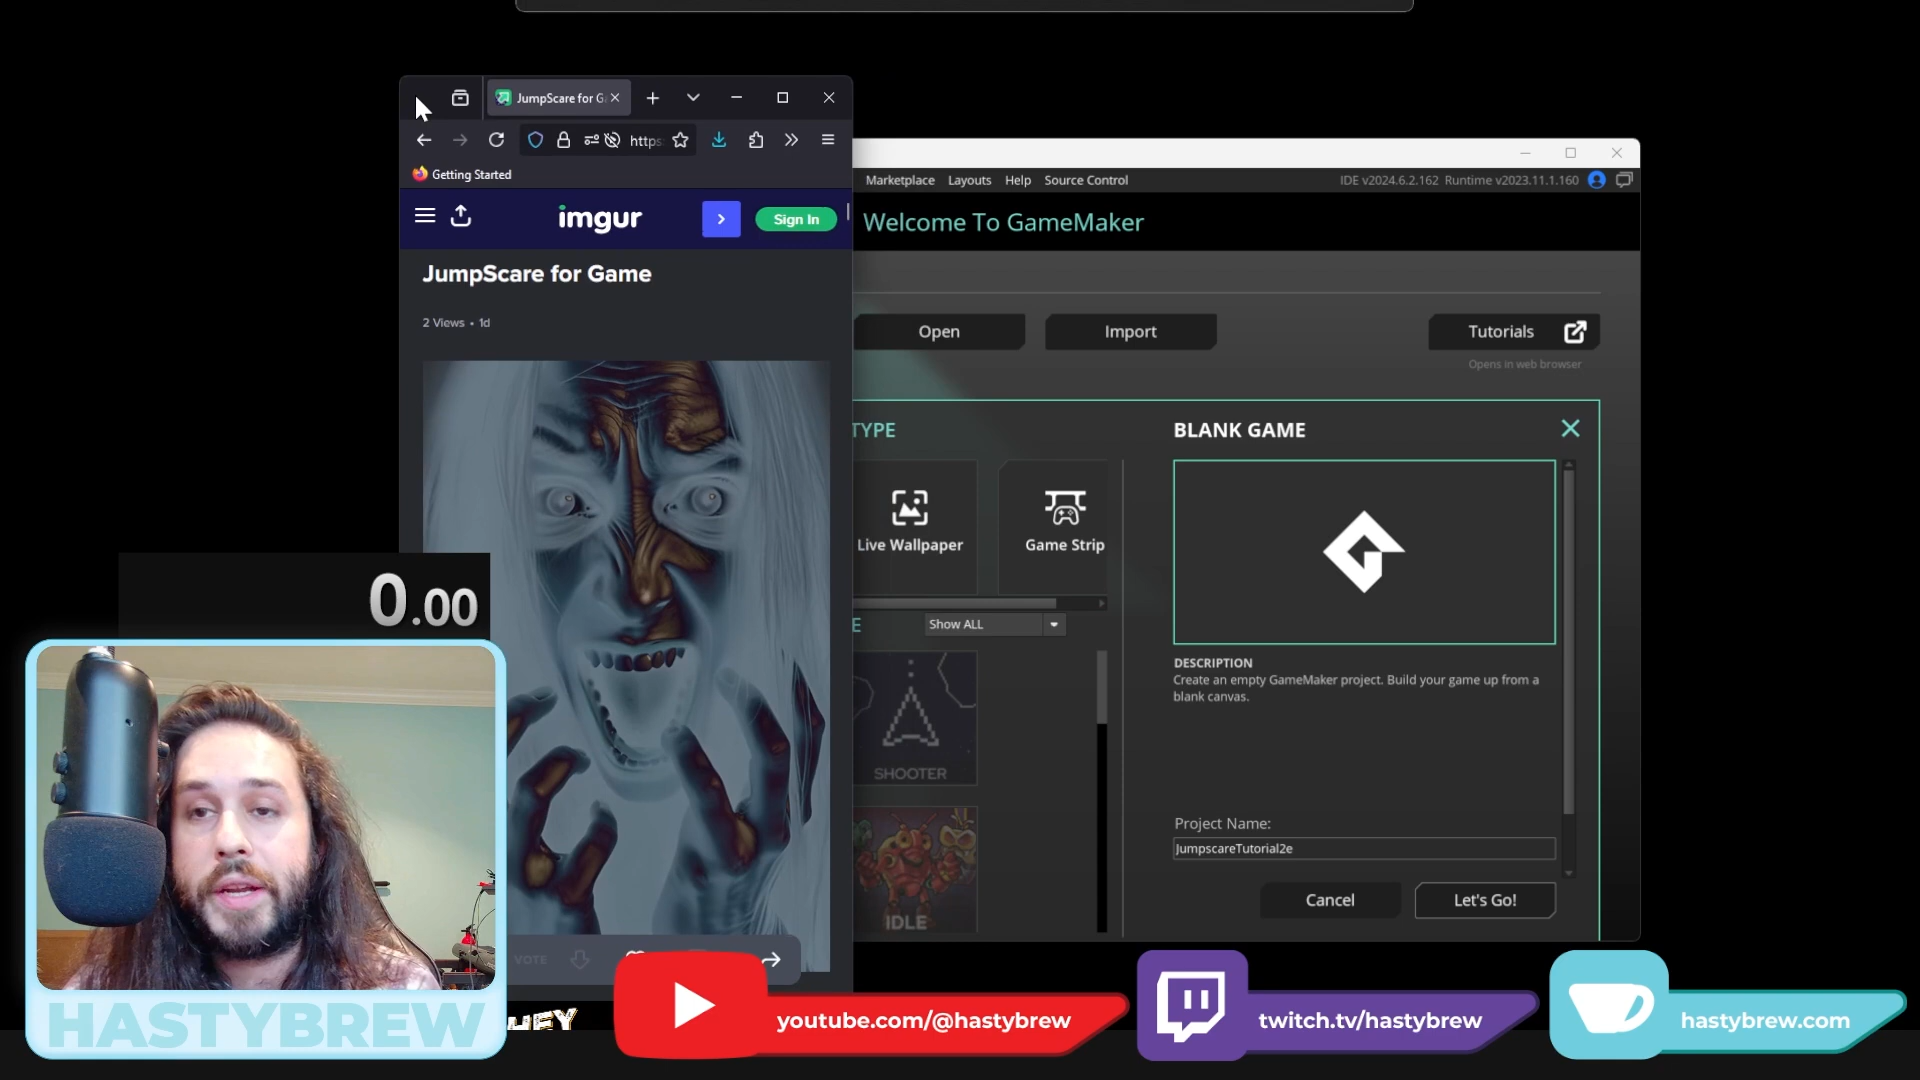 JumpScare for G
https:
Getting Started
imgur
Sign In
JumpScare for Game
2 Views • 1d
Marketplace Layouts Help Source Control
IDE v2024.6.2.162 Runtime v2023.11.1.160
Welcome To GameMaker
Open
Import
Tutorials
Opens in web browser
TYPE
BLANK GAME
Live Wallpaper
Game Strip
E
Show ALL
SHOOTER
IDLE
DESCRIPTION
Create an empty GameMaker project. Build your game up from a
blank canvas.
Project Name:
JumpscareTutorial2e
Cancel
Let's Go!
0.00
VOTE
HASTYBREW
HEY
youtube.com/@hastybrew
twitch.tv/hastybrew
hastybrew.com